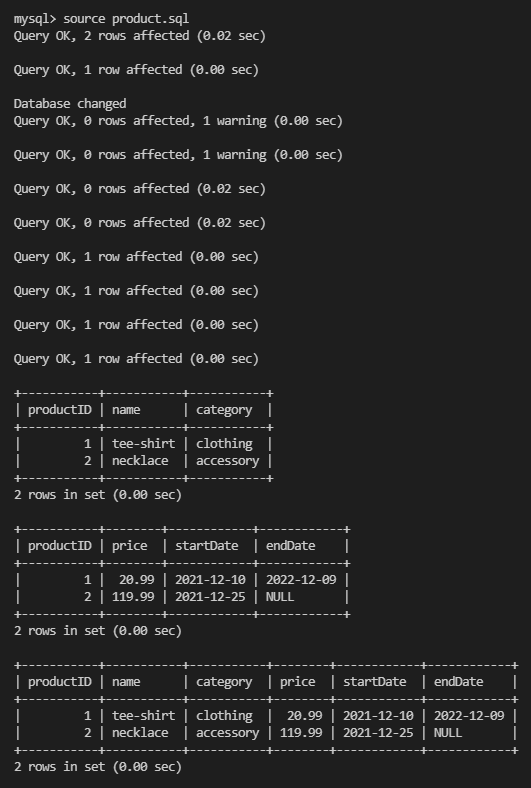 mysql> source product.sql
Query OK, 2 rows affected (0.02 sec)
Query OK, 1 row affected (0.00 sec)
Database changed
Query OK, 0 rows affected, 1 warning (0.00 sec)
Query OK, 0 rows affected, 1 warning (0.00 sec)
Query OK, 0 rows affected (0.02 sec)
Query OK, 0 rows affected (0.02 sec)
Query OK, 1 row affected (0.00 sec)
Query OK, 1 row affected (0.00 sec)
Query OK, 1 row affected (0.00 sec)
Query OK, 1 row affected (0.00 sec)
+-----------+-----------+-----------+
| productID | name      | category  |
+-----------+-----------+-----------+
|         1 | tee-shirt | clothing  |
|         2 | necklace  | accessory |
+-----------+-----------+-----------+
2 rows in set (0.00 sec)
+-----------+--------+------------+------------+
| productID | price  | startDate  | endDate    |
+-----------+--------+------------+------------+
|         1 |  20.99 | 2021-12-10 | 2022-12-09 |
|         2 | 119.99 | 2021-12-25 | NULL       |
+-----------+--------+------------+------------+
2 rows in set (0.00 sec)
+-----------+-----------+-----------+--------+------------+------------+
| productID | name      | category  | price  | startDate  | endDate    |
+-----------+-----------+-----------+--------+------------+------------+
|         1 | tee-shirt | clothing  |  20.99 | 2021-12-10 | 2022-12-09 |
|         2 | necklace  | accessory | 119.99 | 2021-12-25 | NULL       |
+-----------+-----------+-----------+--------+------------+------------+
2 rows in set (0.00 sec)